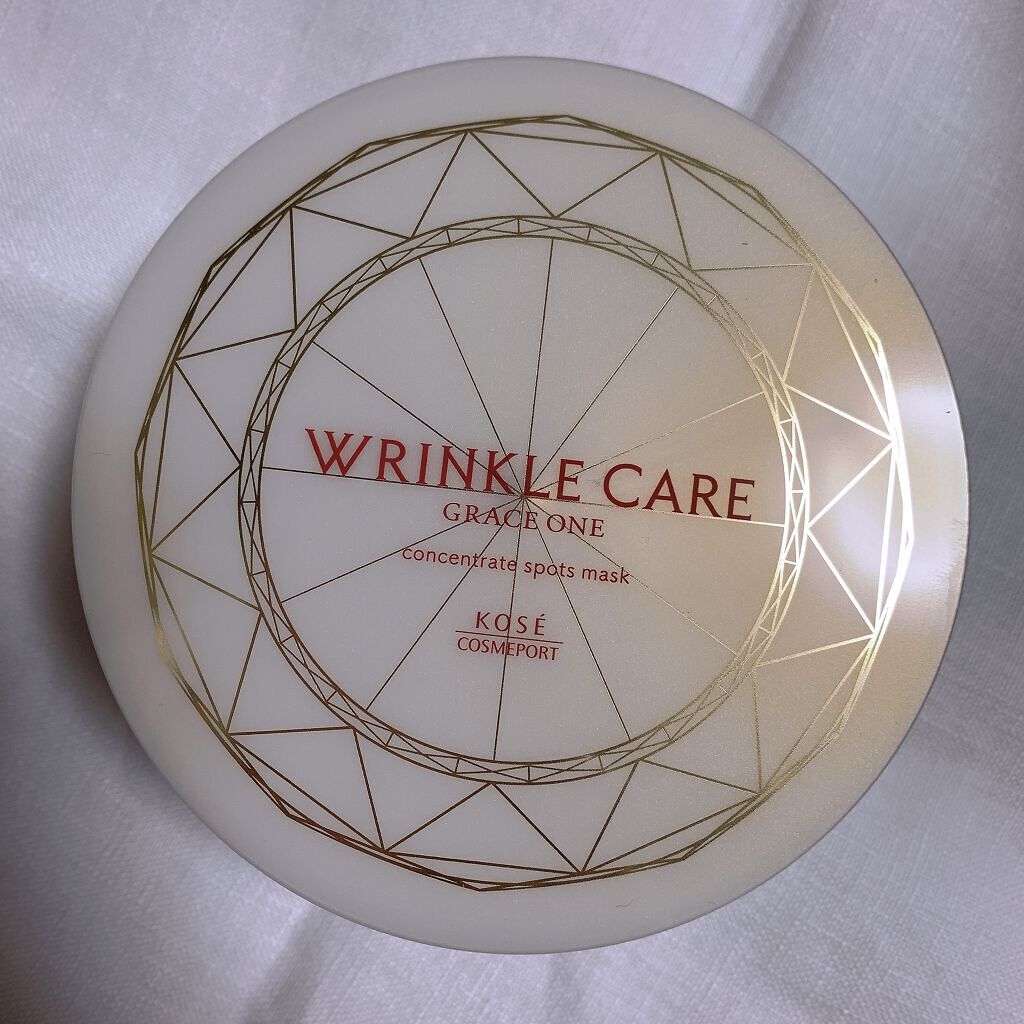 WRINKLE CARE
GRACE ONE
concentrate spots mask
KOSÉ
COSMEPORT